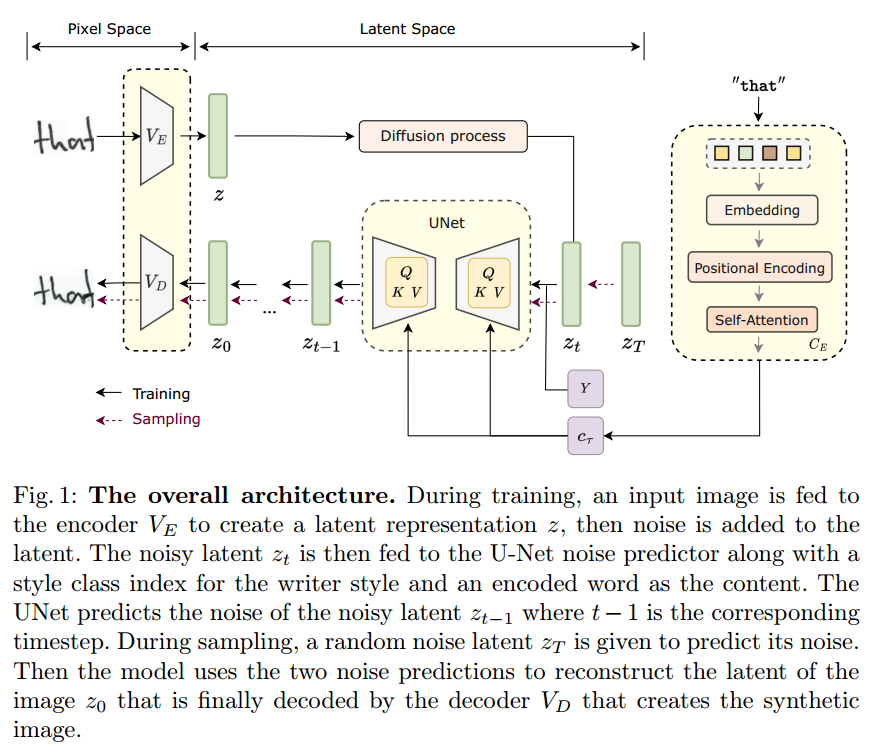 Pixel Space
Latent Space
"that"
that
V_E
Diffusion process
z
UNet
Embedding
Q
K V
Q
K V
Positional Encoding
that
V_D
...
Self-Attention
z_0
z_{t−1}
z_t
z_T
C_E
Training
Y
Sampling
c_τ
Fig. 1: The overall architecture. During training, an input image is fed to
the encoder V_E to create a latent representation z, then noise is added to the
latent. The noisy latent z_t is then fed to the U-Net noise predictor along with a
style class index for the writer style and an encoded word as the content. The
UNet predicts the noise of the noisy latent z_{t−1} where t − 1 is the corresponding
timestep. During sampling, a random noise latent z_T is given to predict its noise.
Then the model uses the two noise predictions to reconstruct the latent of the
image z_0 that is finally decoded by the decoder V_D that creates the synthetic
image.